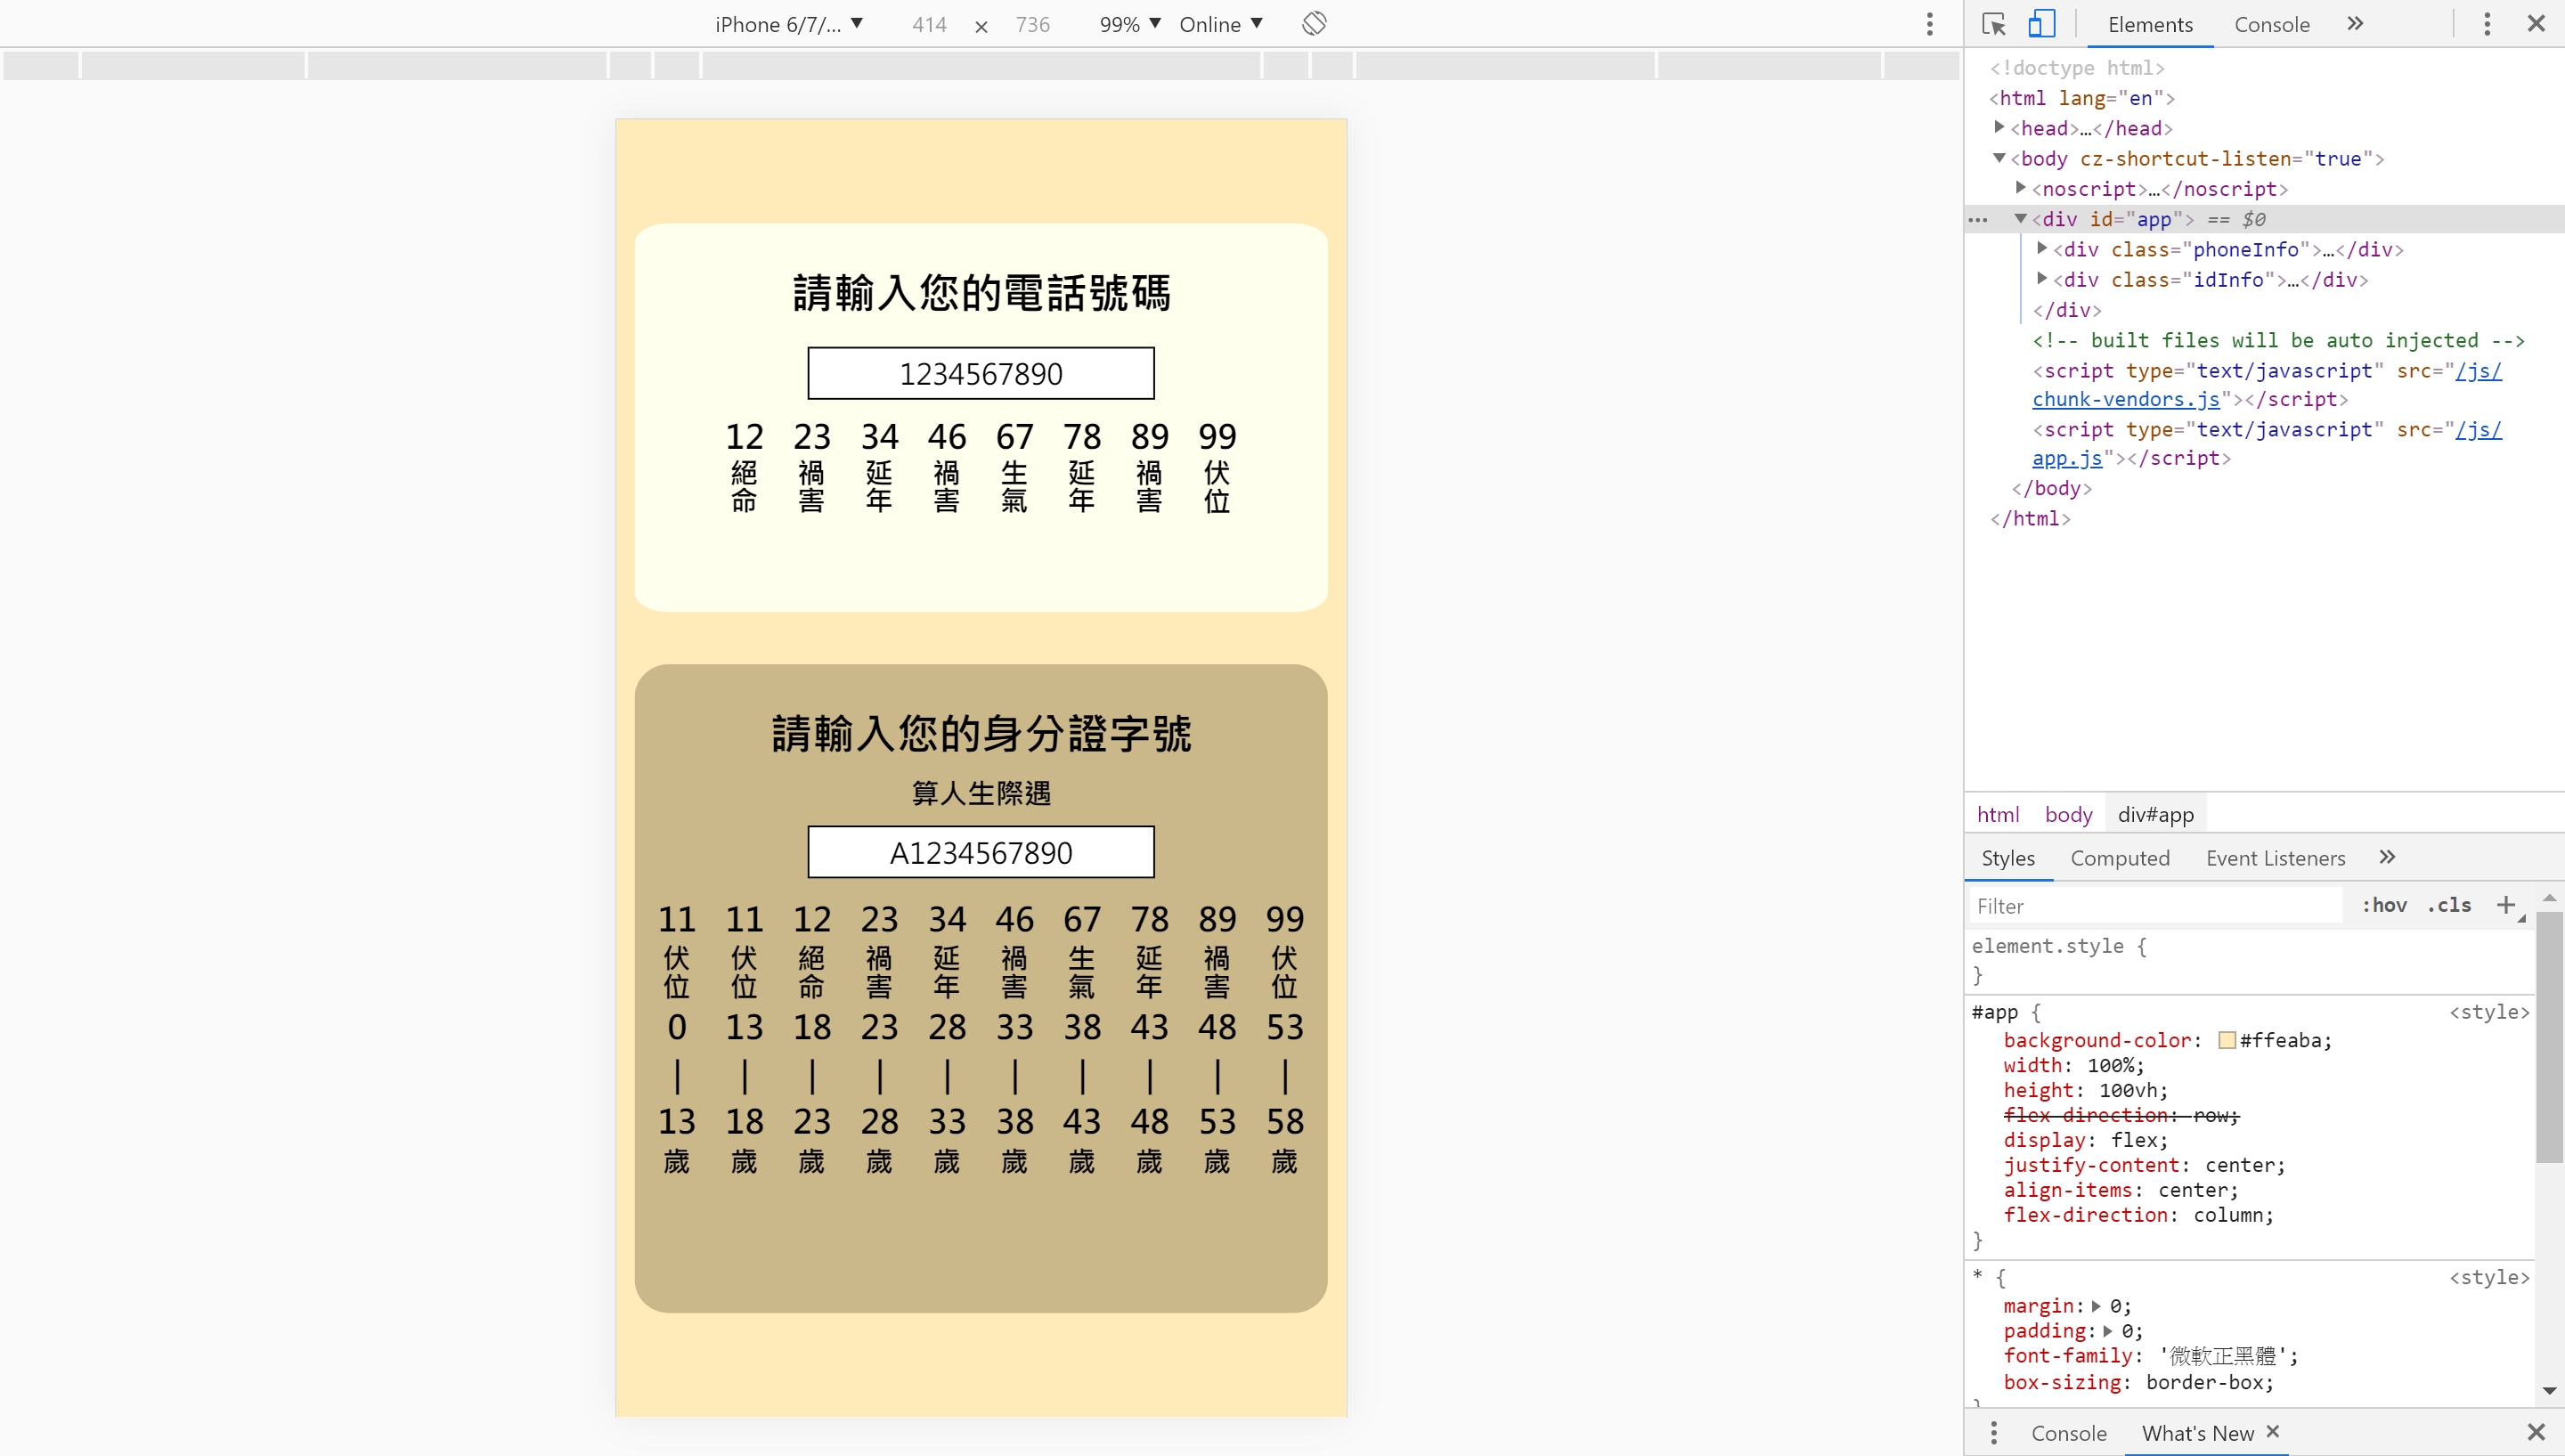 iPhone 6/7/... ▼ 414 × 736 99% ▼ Online ▼
請輸入您的電話號碼
1234567890
12 23 34 46 67 78 89 99
絕命 禍害 延年 禍害 生氣 延年 禍害 伏位
請輸入您的身分證字號
算人生際遇
A1234567890
11 11 12 23 34 46 67 78 89 99
伏位 伏位 絕命 禍害 延年 禍害 生氣 延年 禍害 伏位
0 13 18 23 28 33 38 43 48 53
| | | | | | | | | |
13 18 23 28 33 38 43 48 53 58
歲 歲 歲 歲 歲 歲 歲 歲 歲 歲
Elements Console »
<!doctype html>
<html lang="en">
<head>…</head>
<body cz-shortcut-listen="true">
<noscript>…</noscript>
<div id="app"> == $0
<div class="phoneInfo">…</div>
<div class="idInfo">…</div>
</div>
<!-- built files will be auto injected -->
<script type="text/javascript" src="/js/
chunk-vendors.js"></script>
<script type="text/javascript" src="/js/
app.js"></script>
</body>
</html>
html body div#app
Styles Computed Event Listeners »
Filter :hov .cls +
element.style {
}
#app { <style>
background-color: #ffeaba;
width: 100%;
height: 100vh;
flex-direction: row;
display: flex;
justify-content: center;
align-items: center;
flex-direction: column;
}
* { <style>
margin: 0;
padding: 0;
font-family: '微軟正黑體';
box-sizing: border-box;
}
Console What's New ×